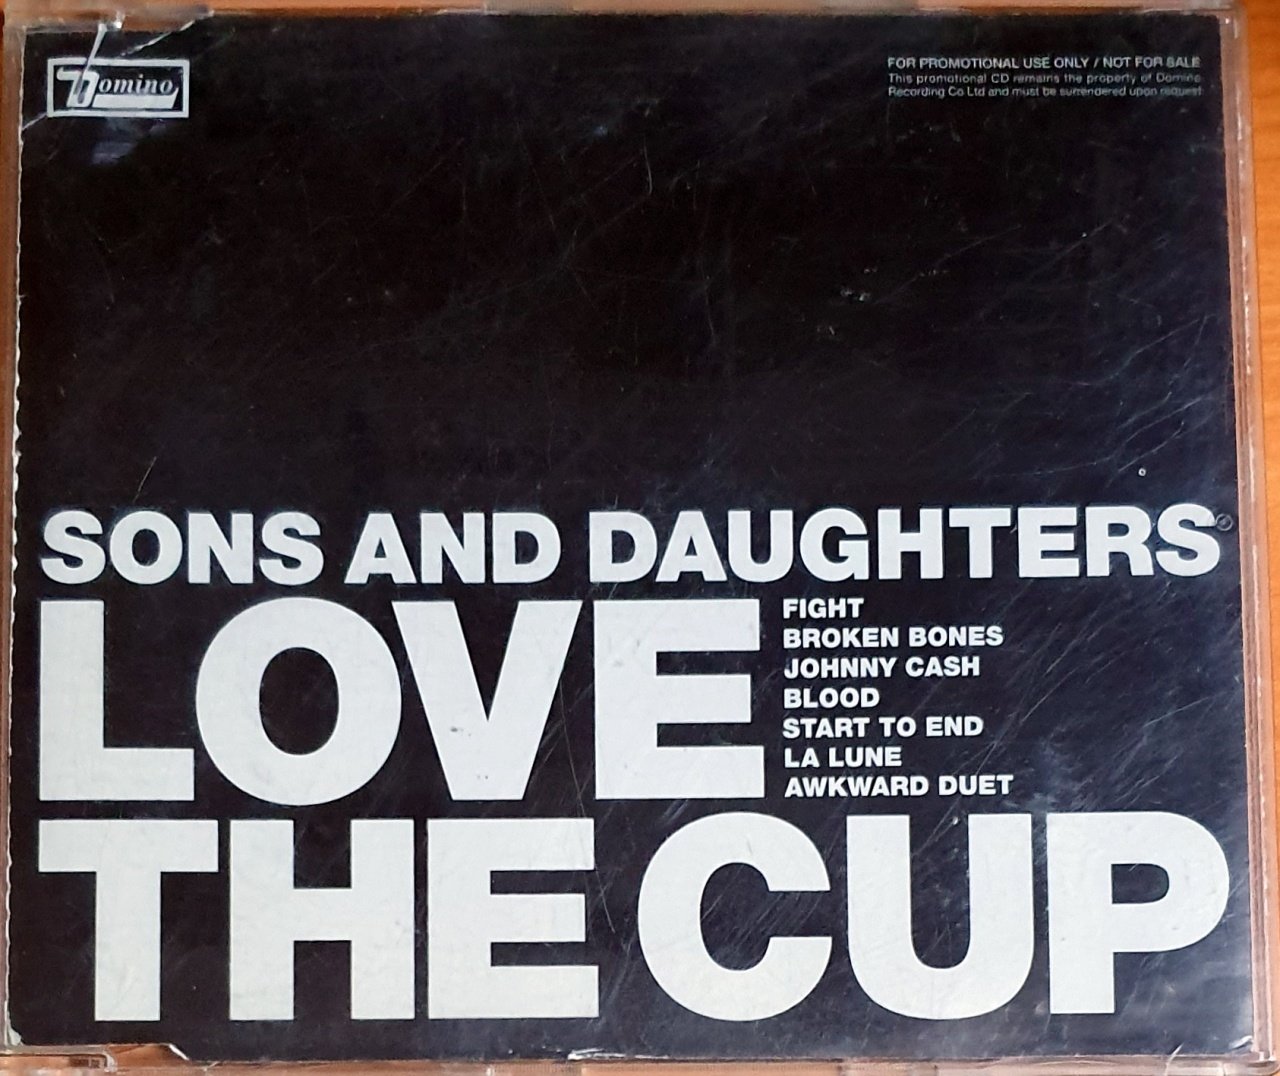 Domino
FOR PROMOTIONAL USE ONLY / NOT FOR SALE
This promotional CD remains the property of Domino
Recording Co Ltd and must be surrendered upon request
SONS AND DAUGHTERS
LOVE
FIGHT
BROKEN BONES
JOHNNY CASH
BLOOD
START TO END
LA LUNE
AWKWARD DUET
THE CUP